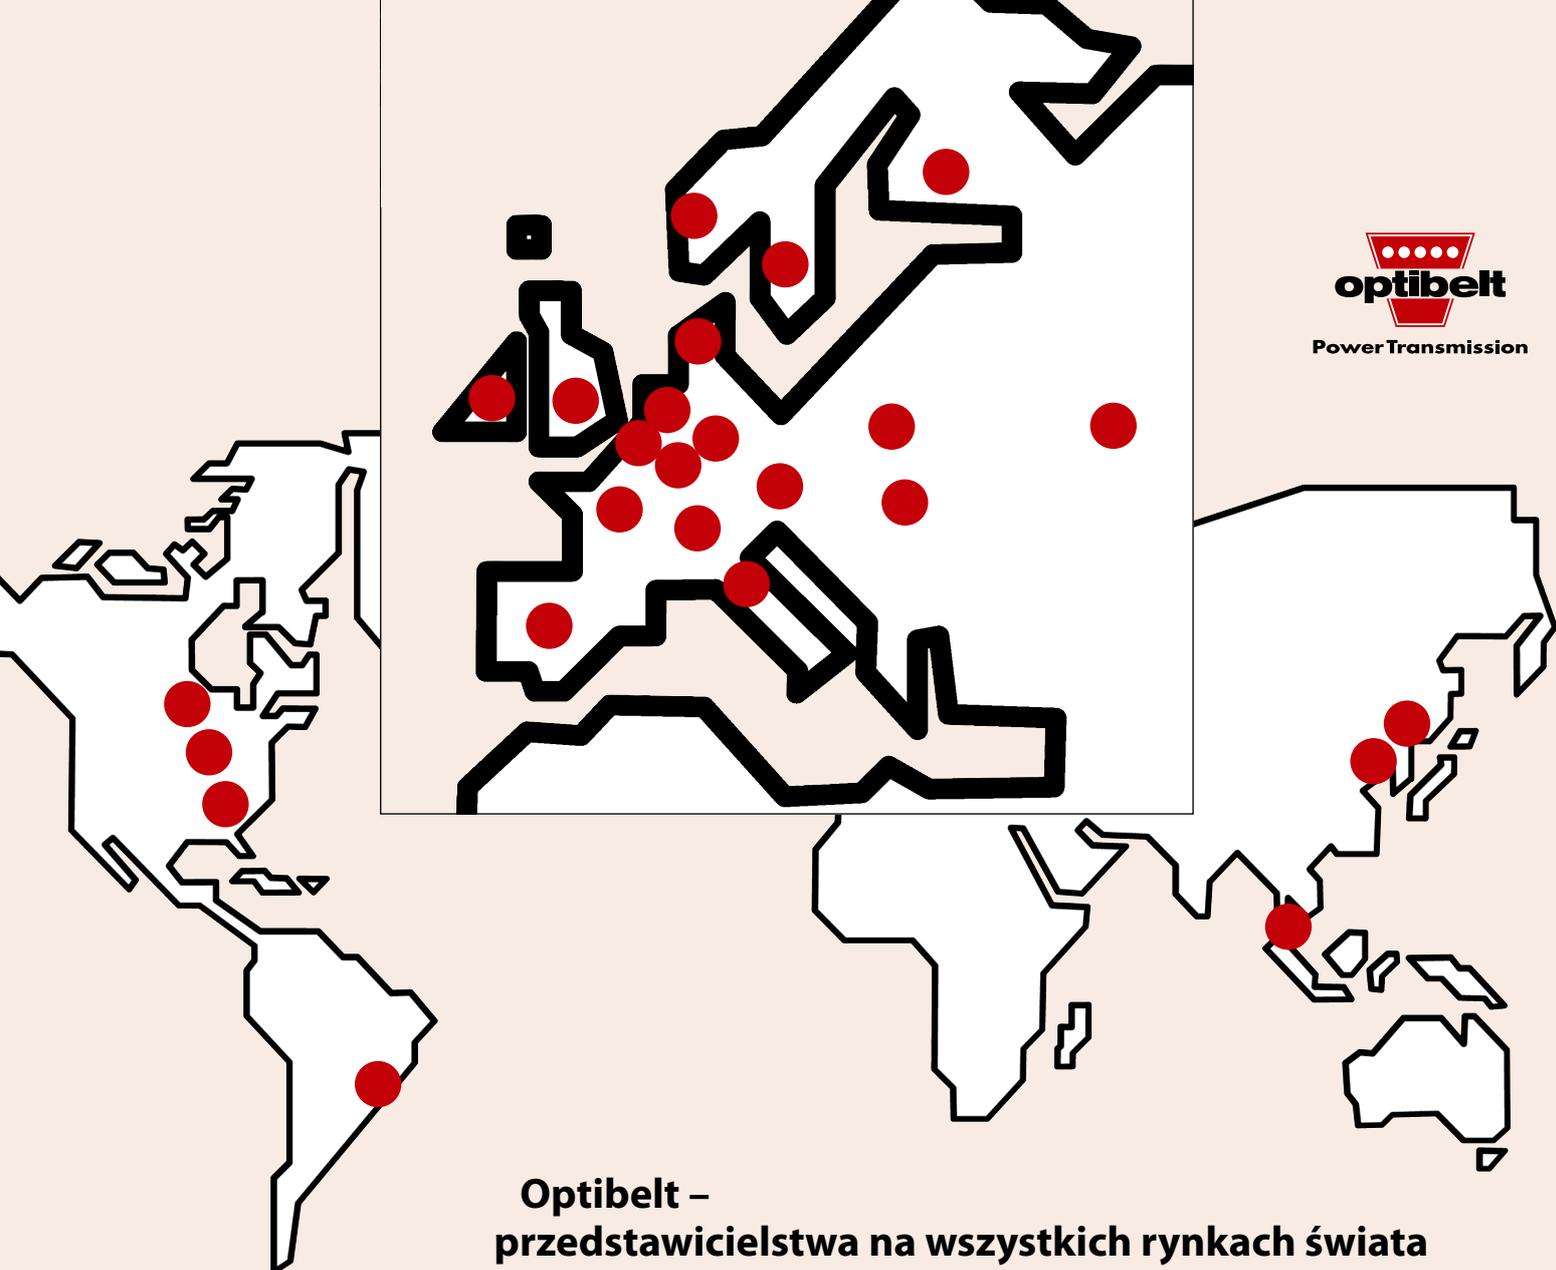 optibelt
Power Transmission
Optibelt –
przedstawicielstwa na wszystkich rynkach świata